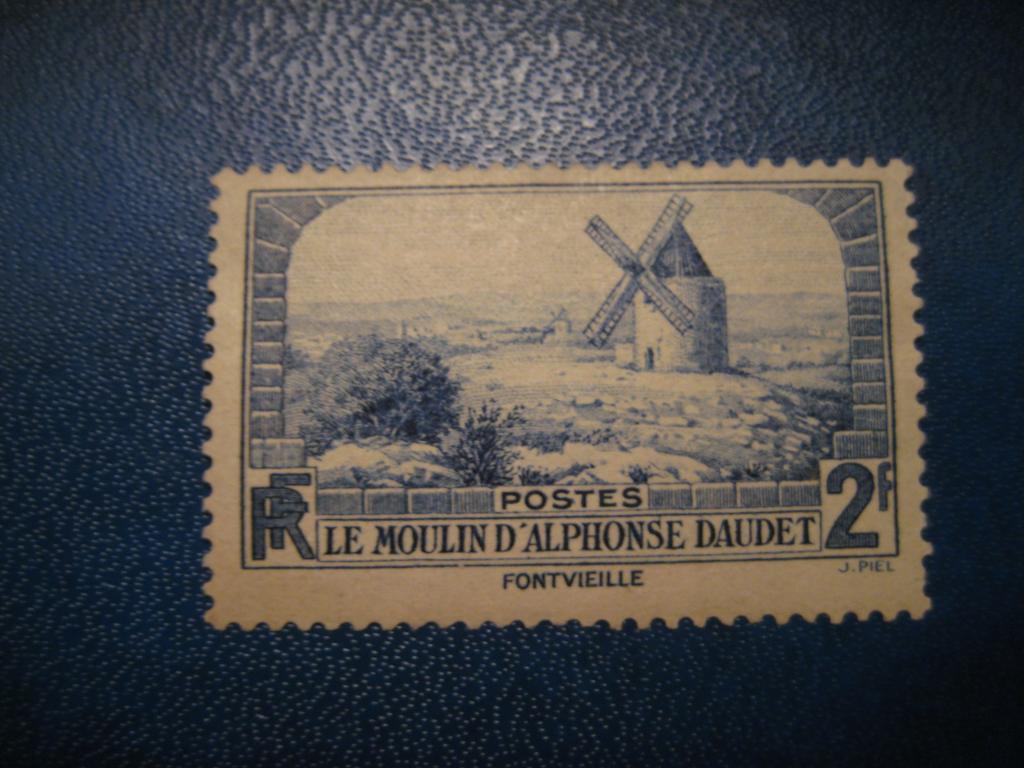 POSTES
RF LE MOULIN D'ALPHONSE DAUDET 2F
J. PIEL
FONTVIEILLE